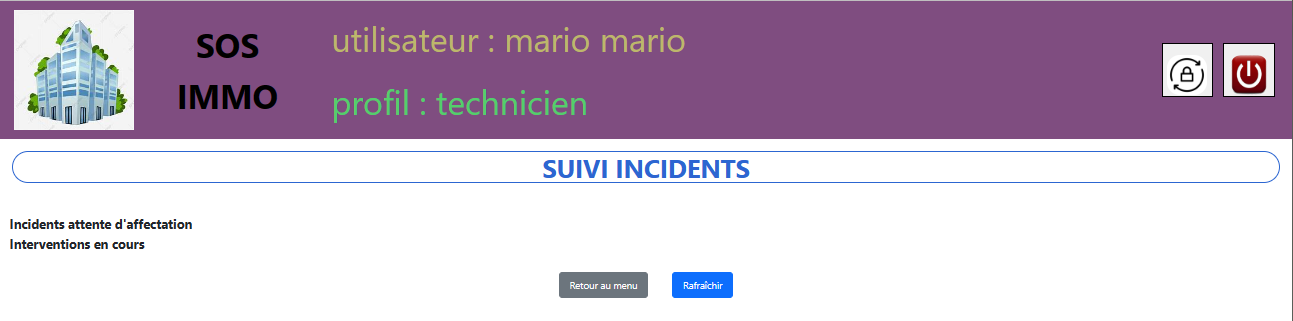 SOS
IMMO
utilisateur : mario mario
profil : technicien
SUIVI INCIDENTS
Incidents attente d'affectation
Interventions en cours
Retour au menu
Rafraîchir